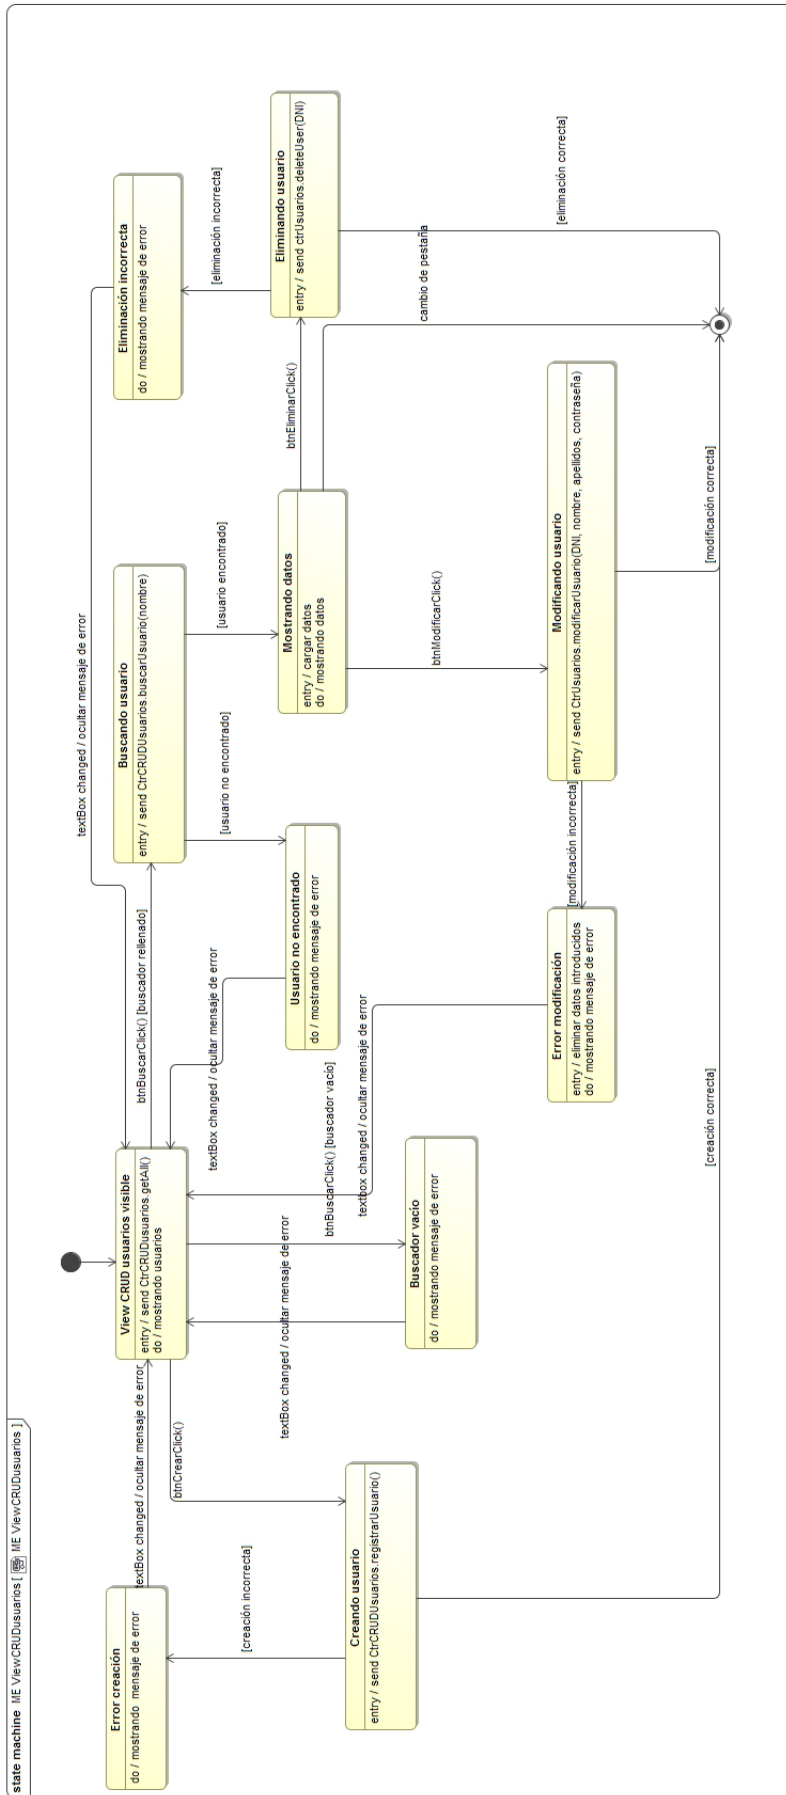 state machine ME ViewCRUDusuarios [ ME ViewCRUDusuarios ]
Error creación
do / mostrando mensaje de error
textBox changed / ocultar mensaje de error
[creación incorrecta]
Creando usuario
entry / send CtrCRUDUsuarios.registrarUsuario()
btnCrearClick()
View CRUD usuarios visible
entry / send CtrCRUDusuarios.getAll()
do / mostrando usuarios
textBox changed / ocultar mensaje de error
btnBuscarClick() [buscador vacío]
Buscador vacío
do / mostrando mensaje de error
[creación correcta]
textBox changed / ocultar mensaje de error
btnBuscarClick() [buscador rellenado]
Buscando usuario
entry / send CtrCRUDUsuarios.buscarUsuario(nombre)
textBox changed / ocultar mensaje de error
Usuario no encontrado
do / mostrando mensaje de error
[usuario no encontrado]
[usuario encontrado]
textbox changed / ocultar mensaje de error
Error modificación
entry / eliminar datos introducidos
do / mostrando mensaje de error
[modificación incorrecta]
Mostrando datos
entry / cargar datos
do / mostrando datos
btnModificarClick()
Modificando usuario
entry / send CtrUsuarios.modificarUsuario(DNI, nombre, apellidos, contraseña)
[modificación correcta]
btnEliminarClick()
cambio de pestaña
Eliminación incorrecta
do / mostrando mensaje de error
[eliminación incorrecta]
Eliminando usuario
entry / send ctrUsuarios.deleteUser(DNI)
[eliminación correcta]